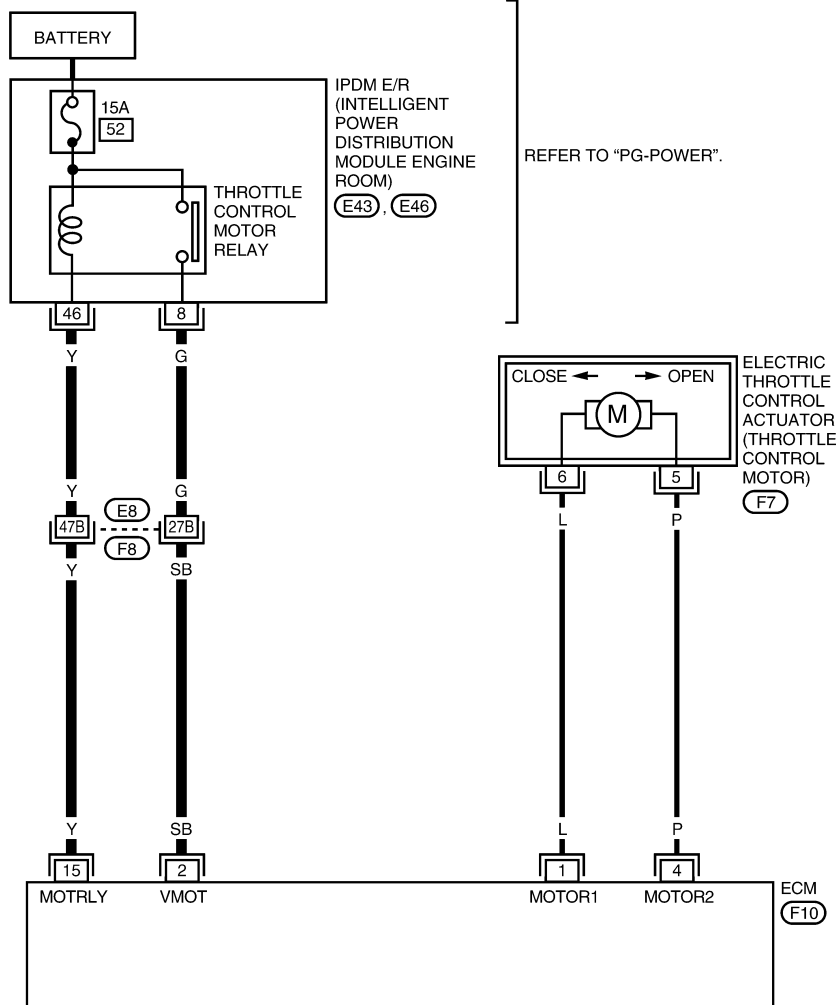 BATTERY
15A
52
IPDM E/R
(INTELLIGENT
POWER
DISTRIBUTION
MODULE ENGINE
ROOM)
E43 , E46
REFER TO “PG-POWER”.
THROTTLE
CONTROL
MOTOR
RELAY
46
8
Y
G
CLOSE
OPEN
M
ELECTRIC
THROTTLE
CONTROL
ACTUATOR
(THROTTLE
CONTROL
MOTOR)
F7
6
5
Y
G
L
P
47B
E8
F8
27B
Y
SB
Y
SB
L
P
15
2
1
4
MOTRLY
VMOT
MOTOR1
MOTOR2
ECM
F10